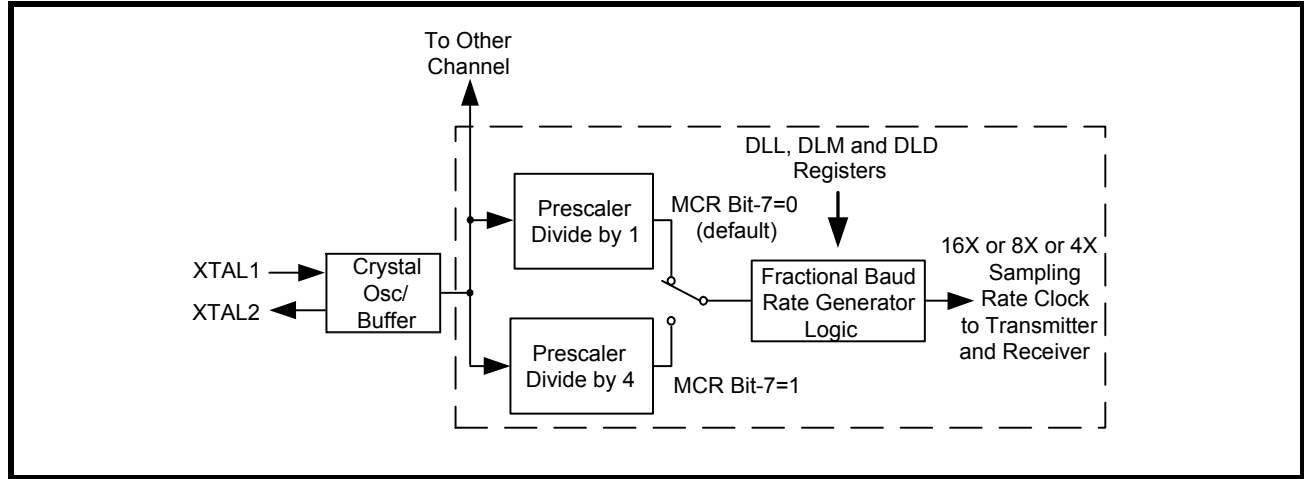 To Other
Channel
DLL, DLM and DLD
Registers
Prescaler
Divide by 1
MCR Bit-7=0
(default)
16X or 8X or 4X
Sampling
Rate Clock
to Transmitter
and Receiver
XTAL1
XTAL2
Crystal
Osc/
Buffer
Fractional Baud
Rate Generator
Logic
Prescaler
Divide by 4
MCR Bit-7=1